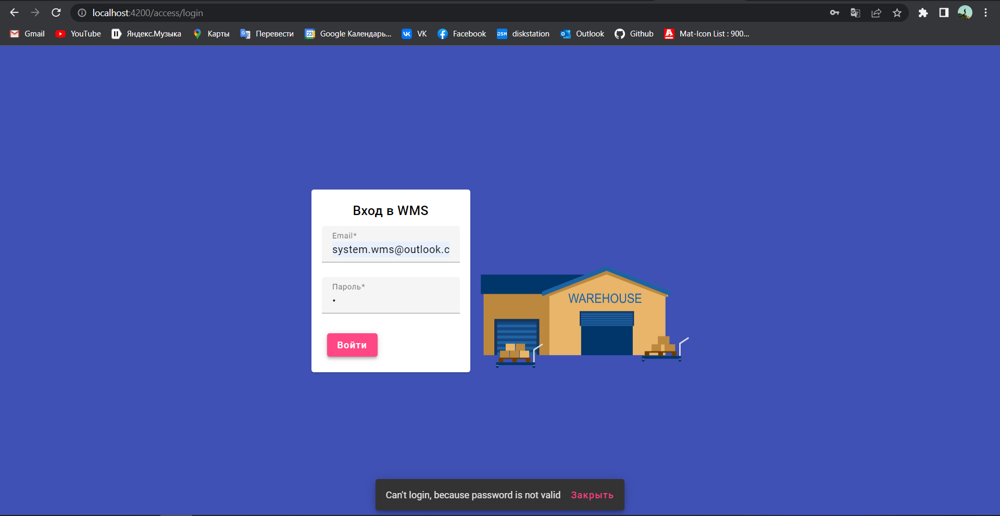 localhost:4200/access/login
Gmail YouTube Яндекс.Музыка Карты Перевести 23 Google Календарь... VK Facebook DSM diskstation Outlook Github Mat-Icon List : 900...
Вход в WMS
Email*
system.wms@outlook.c
Пароль*
•
Войти
WAREHOUSE
Can't login, because password is not valid Закрыть